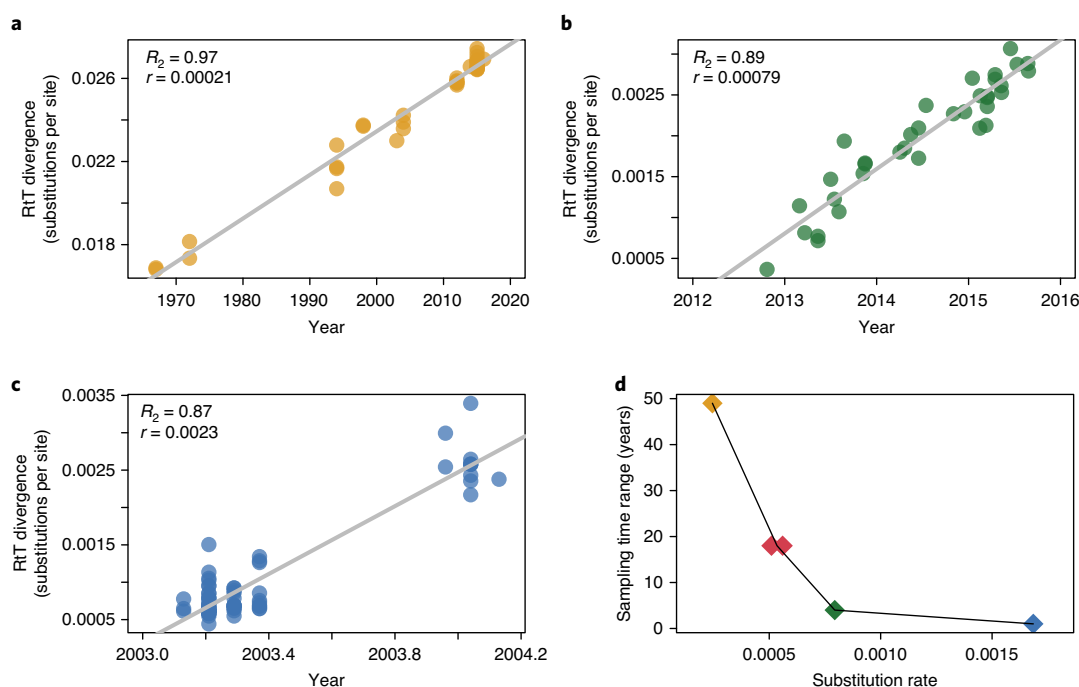 a
R2 = 0.97
r = 0.00021
0.026
0.022
0.018
RtT divergence
(substitutions per site)
1970 1980 1990 2000 2010 2020
Year
b
R2 = 0.89
r = 0.00079
0.0025
0.0015
0.0005
RtT divergence
(substitutions per site)
2012 2013 2014 2015 2016
Year
c
R2 = 0.87
r = 0.0023
0.0035
0.0025
0.0015
0.0005
RtT divergence
(substitutions per site)
2003.0 2003.4 2003.8 2004.2
Year
d
50
40
30
20
10
0
Sampling time range (years)
0.0005 0.0010 0.0015
Substitution rate